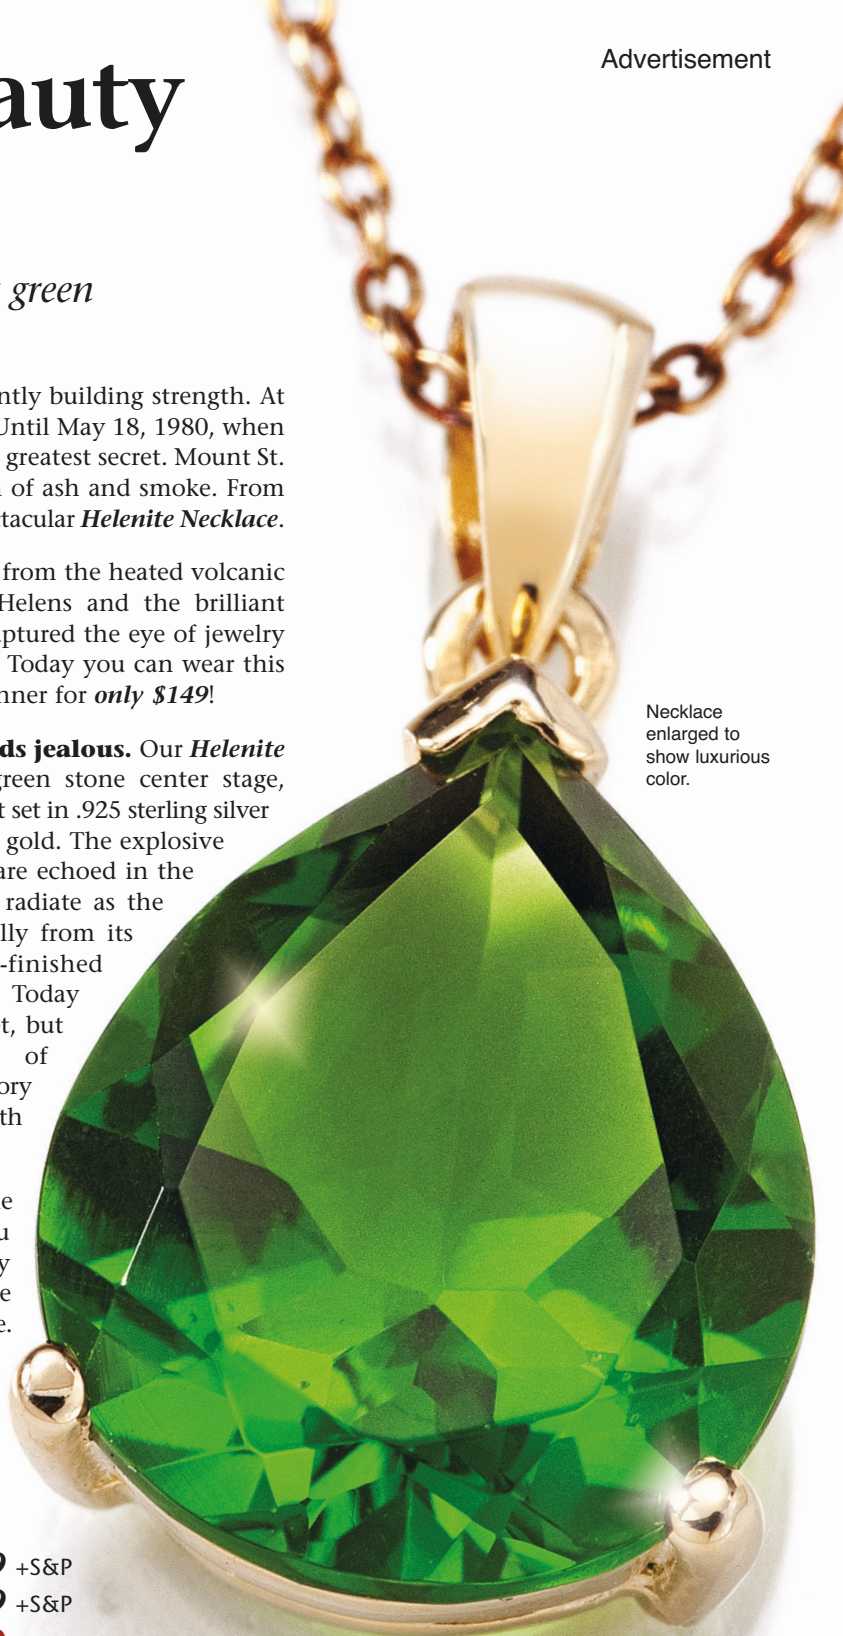 Advertisement
auty
green
ntly building strength. At
Until May 18, 1980, when
greatest secret. Mount St.
of ash and smoke. From
tacular Helenite Necklace.
from the heated volcanic
Helens and the brilliant
ptured the eye of jewelry
Today you can wear this
nner for only $149!
Necklace
enlarged to
show luxurious
color.
ds jealous. Our Helenite
green stone center stage,
t set in .925 sterling silver
gold. The explosive
are echoed in the
radiate as the
lly from its
-finished
Today
t, but
of
ory
th
e
u
y
e
e.
+S&P
+S&P